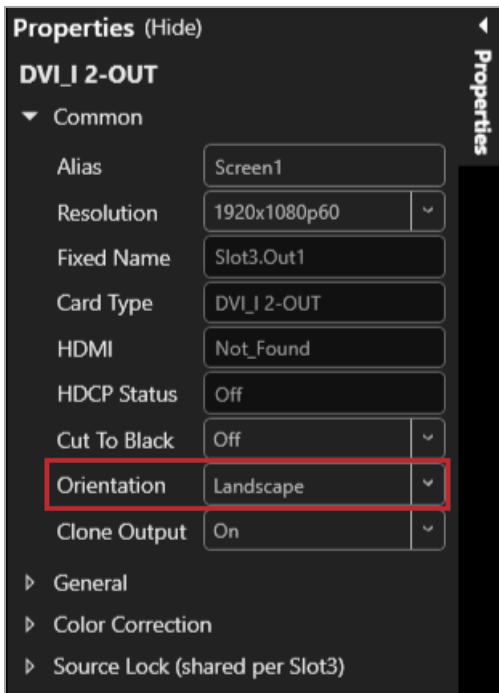 Properties (Hide)
Properties
DVI_I 2-OUT
Common
Alias Screen1
Resolution 1920x1080p60
Fixed Name Slot3.Out1
Card Type DVI_I 2-OUT
HDMI Not_Found
HDCP Status Off
Cut To Black Off
Orientation Landscape
Clone Output On
General
Color Correction
Source Lock (shared per Slot3)